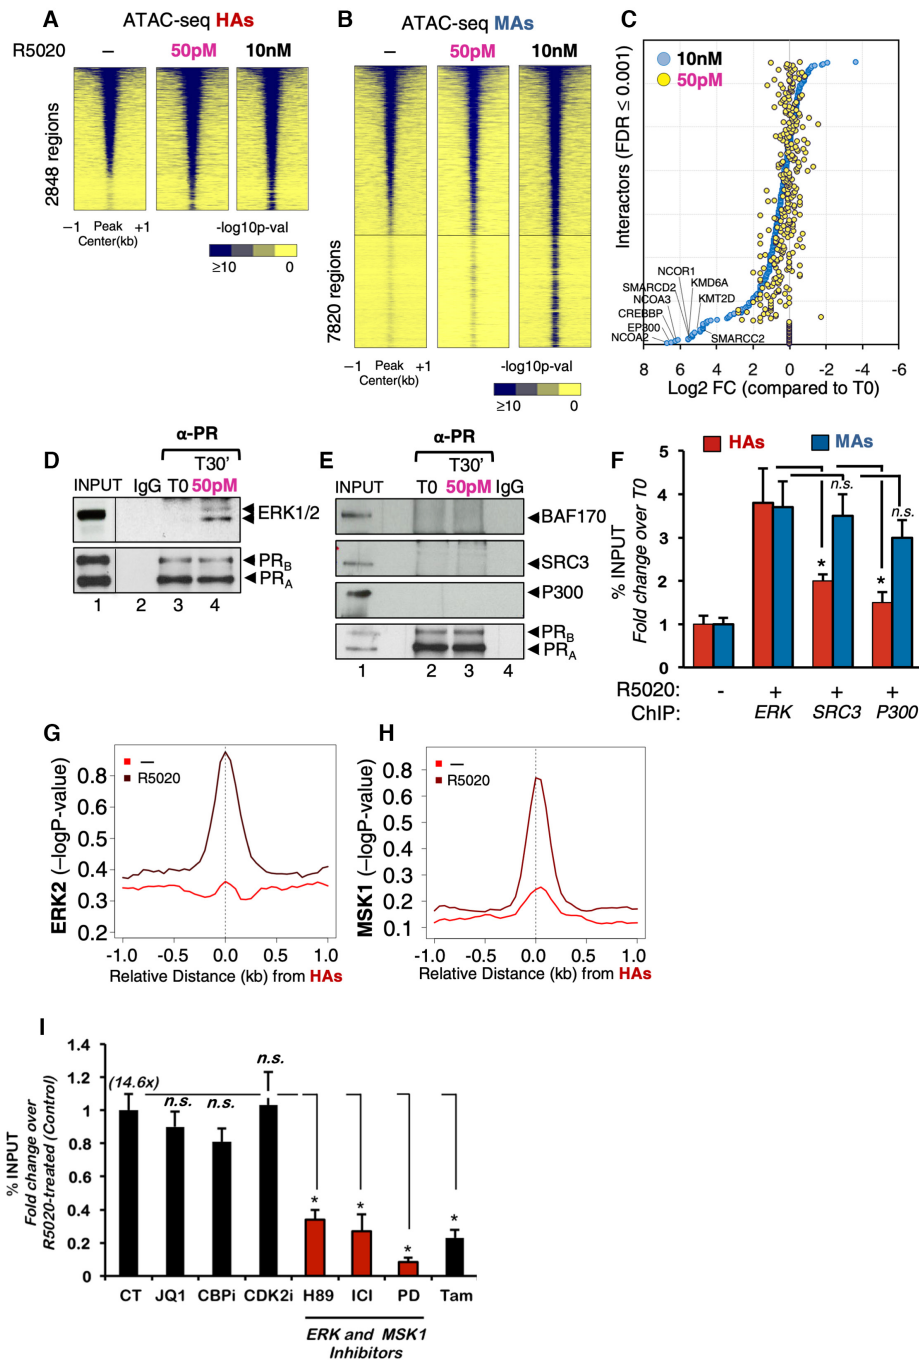 A
ATAC-seq HAs
R5020 – 50pM 10nM
2848 regions
−1 Peak +1
Center(kb)
-log10p-val
≥10 0
B
ATAC-seq MAs
– 50pM 10nM
7820 regions
−1 Peak +1
Center(kb)
-log10p-val
≥10 0
C
10nM
50pM
Interactors (FDR ≤ 0.001)
NCOR1
KMD6A
SMARCD2
NCOA3
KMT2D
CREBBP
EP300
NCOA2
SMARCC2
8 6 4 2 0 -2 -4 -6
Log2 FC (compared to T0)
D
α-PR
T30’
INPUT IgG T0 50pM
ERK1/2
PRB
PRA
1 2 3 4
E
α-PR
T30’
INPUT T0 50pM IgG
BAF170
SRC3
P300
PRB
PRA
1 2 3 4
F
HAs MAs
% INPUT
Fold change over T0
5
4
3
2
1
0
n.s.
n.s.
*
*
R5020: - + + +
ChIP: ERK SRC3 P300
G
–
R5020
ERK2 (–logP-value)
0.8
0.6
0.4
0.3
0.2
-1.0 -0.5 0.0 0.5 1.0
Relative Distance (kb) from HAs
H
–
R5020
MSK1 (–logP-value)
0.8
0.6
0.5
0.3
0.2
0.1
-1.0 -0.5 0.0 0.5 1.0
Relative Distance (kb) from HAs
I
% INPUT
Fold change over
R5020-treated (Control)
1.4
1.2
1
0.8
0.6
0.4
0.2
0
(14.6x)
n.s.
n.s.
n.s.
* * * *
CT JQ1 CBPi CDK2i H89 ICI PD Tam
ERK and MSK1
Inhibitors